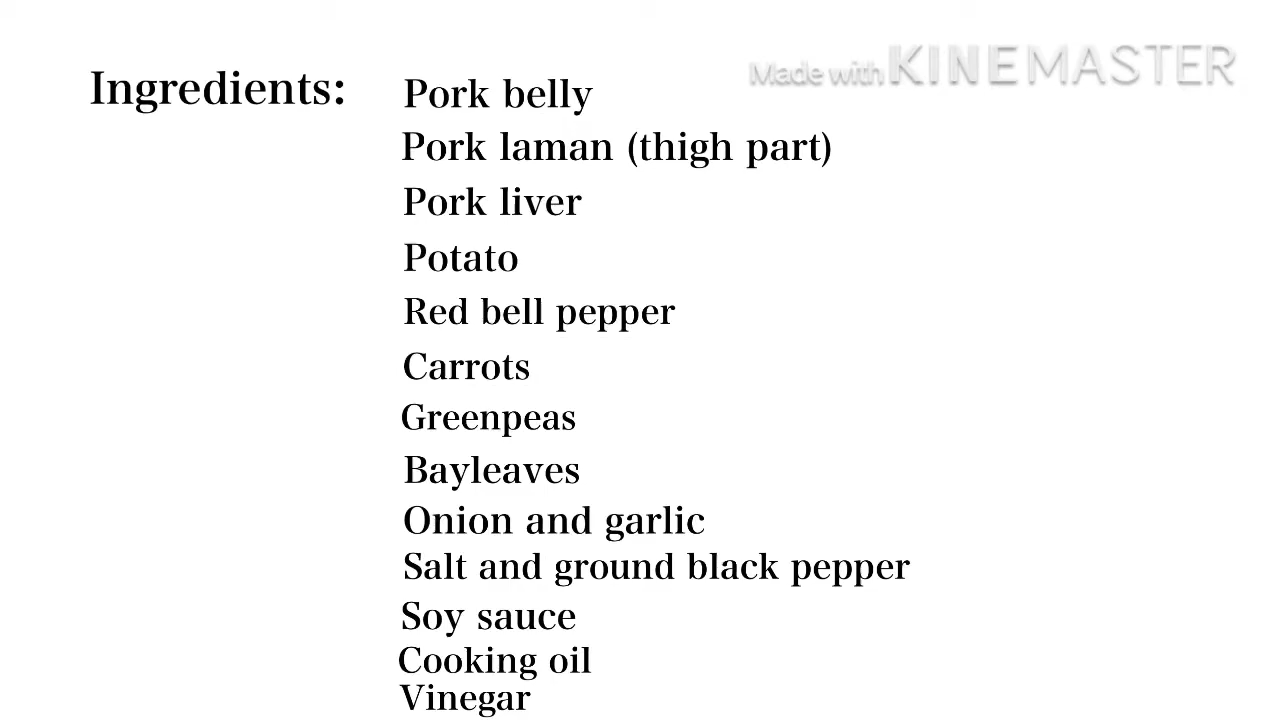 Made with KINEMASTER
Ingredients: Pork belly
Pork laman (thigh part)
Pork liver
Potato
Red bell pepper
Carrots
Greenpeas
Bayleaves
Onion and garlic
Salt and ground black pepper
Soy sauce
Cooking oil
Vinegar